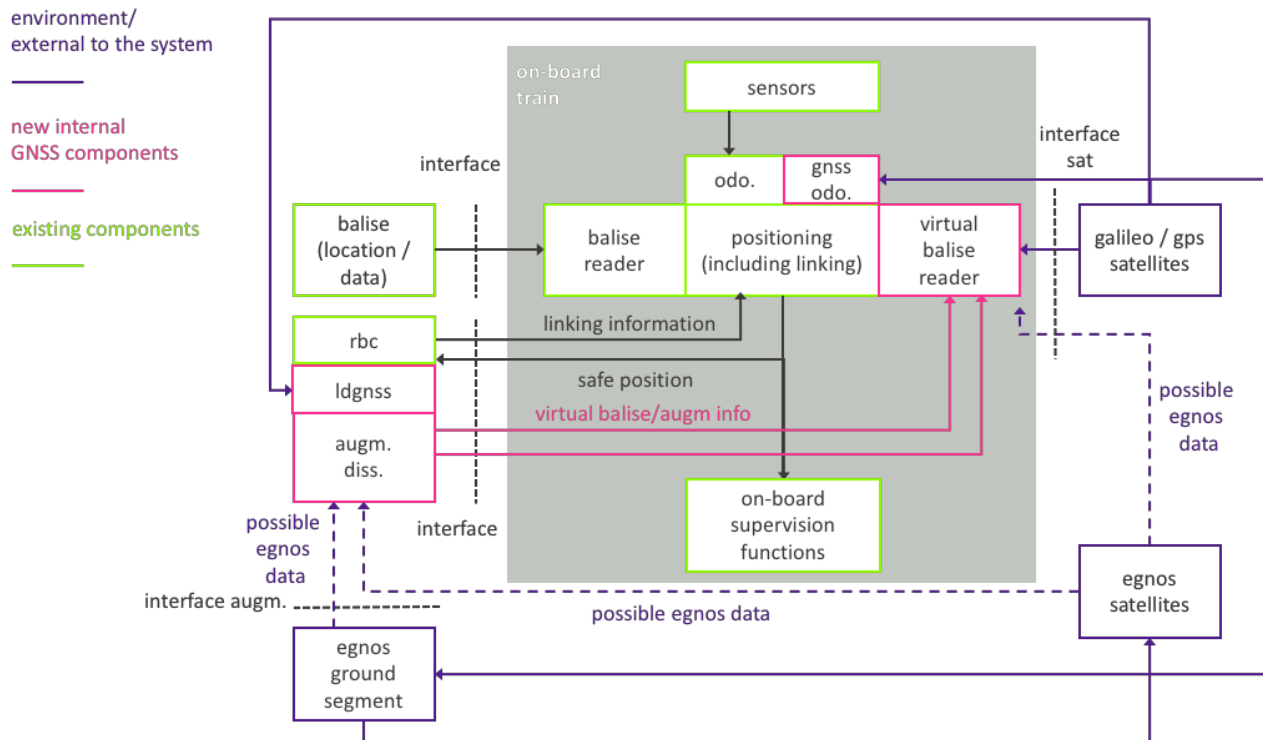 environment/
external to the system
new internal
GNSS components
existing components
on-board
train
sensors
interface
interface
sat
odo.
gnss
odo.
balise
(location /
data)
balise
reader
positioning
(including linking)
virtual
balise
reader
galileo / gps
satellites
rbc
linking information
ldgnss
safe position
virtual balise/augm info
augm.
diss.
possible
egnos
data
on-board
supervision
functions
interface
possible
egnos
data
interface augm.
possible egnos data
egnos
satellites
egnos
ground
segment